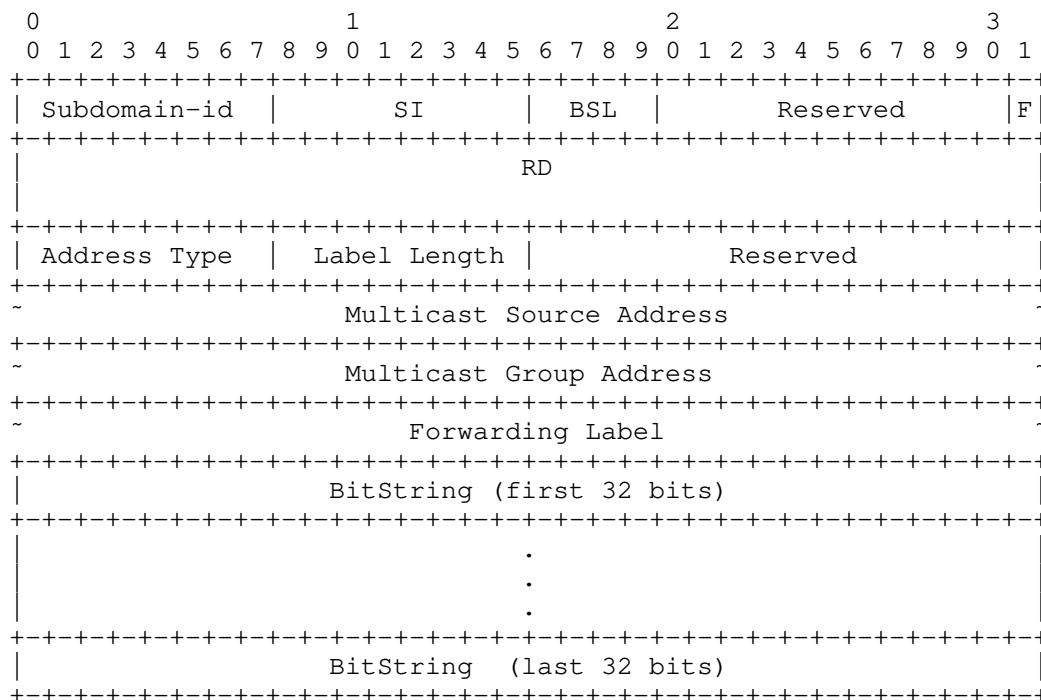 0                   1                   2                   3
0 1 2 3 4 5 6 7 8 9 0 1 2 3 4 5 6 7 8 9 0 1 2 3 4 5 6 7 8 9 0 1
+-+-+-+-+-+-+-+-+-+-+-+-+-+-+-+-+-+-+-+-+-+-+-+-+-+-+-+-+-+-+-+-+
| Subdomain-id  |       SI      |  BSL  |       Reserved      |F|
+-+-+-+-+-+-+-+-+-+-+-+-+-+-+-+-+-+-+-+-+-+-+-+-+-+-+-+-+-+-+-+-+
|                               RD                              |
|                                                               |
+-+-+-+-+-+-+-+-+-+-+-+-+-+-+-+-+-+-+-+-+-+-+-+-+-+-+-+-+-+-+-+-+
| Address Type  |  Label Length |            Reserved           |
+-+-+-+-+-+-+-+-+-+-+-+-+-+-+-+-+-+-+-+-+-+-+-+-+-+-+-+-+-+-+-+-+
~                    Multicast Source Address                   ~
+-+-+-+-+-+-+-+-+-+-+-+-+-+-+-+-+-+-+-+-+-+-+-+-+-+-+-+-+-+-+-+-+
~                    Multicast Group Address                    ~
+-+-+-+-+-+-+-+-+-+-+-+-+-+-+-+-+-+-+-+-+-+-+-+-+-+-+-+-+-+-+-+-+
~                        Forwarding Label                       ~
+-+-+-+-+-+-+-+-+-+-+-+-+-+-+-+-+-+-+-+-+-+-+-+-+-+-+-+-+-+-+-+-+
|                   BitString (first 32 bits)                   |
+-+-+-+-+-+-+-+-+-+-+-+-+-+-+-+-+-+-+-+-+-+-+-+-+-+-+-+-+-+-+-+-+
|                               .                               |
|                               .                               |
|                               .                               |
+-+-+-+-+-+-+-+-+-+-+-+-+-+-+-+-+-+-+-+-+-+-+-+-+-+-+-+-+-+-+-+-+
|                   BitString  (last 32 bits)                   |
+-+-+-+-+-+-+-+-+-+-+-+-+-+-+-+-+-+-+-+-+-+-+-+-+-+-+-+-+-+-+-+-+